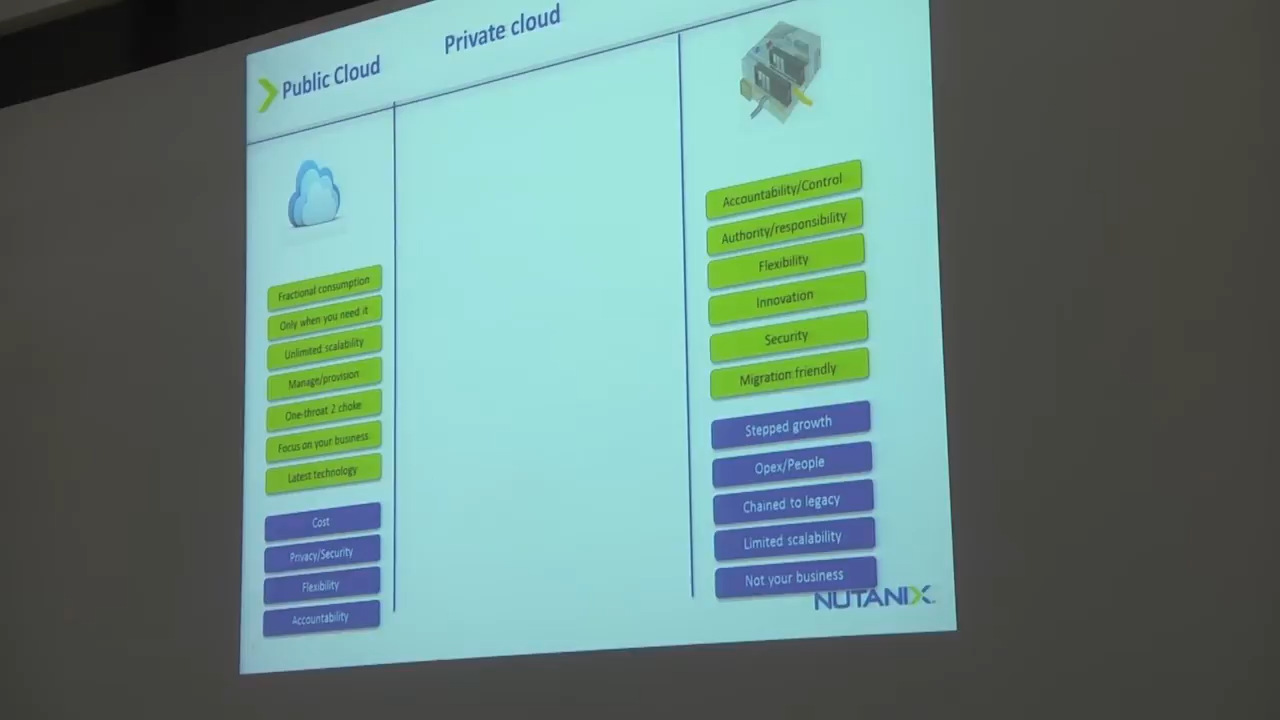 Public Cloud
Private cloud
Fractional consumption
Only when you need it
Unlimited scalability
Manage/provision
One-throat 2 choke
Focus on your business
Latest technology
Cost
Privacy/Security
Flexibility
Accountability
Accountability/Control
Authority/responsibility
Flexibility
Innovation
Security
Migration friendly
Stepped growth
Opex/People
Chained to legacy
Limited scalability
Not your business
NUTANIX